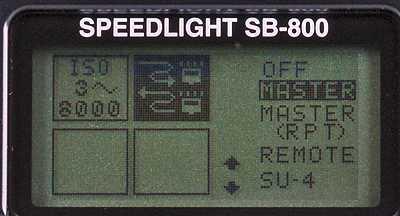 SPEEDLIGHT SB-800
ISO
3~
8000
OFF
MASTER
MASTER
(RPT)
REMOTE
SU-4